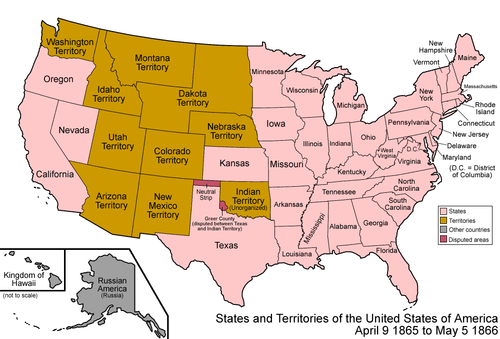 Washington
Territory
Montana
Territory
Oregon
Idaho
Territory
Dakota
Territory
Minnesota
Wisconsin
Michigan
New
Hampshire
Vermont
Maine
Massachusetts
New
York
Rhode
Island
Connecticut
New Jersey
Delaware
Maryland
(D.C. = District
of Columbia)
Pennsylvania
Nevada
California
Utah
Territory
Colorado
Territory
Nebraska
Territory
Iowa
Illinois
Indiana
Ohio
West
Virginia
D.C.
Virginia
Kansas
Missouri
Kentucky
North
Carolina
Tennessee
South
Carolina
Arizona
Territory
New
Mexico
Territory
Neutral
Strip
Indian
Territory
(Unorganized)
Greer County
(disputed between Texas
and Indian Territory)
Arkansas
Texas
Louisiana
Mississippi
Alabama
Georgia
Florida
States
Territories
Other countries
Disputed areas
Kingdom of
Hawaii
(not to scale)
Russian
America
(Russia)
States and Territories of the United States of America
April 9 1865 to May 5 1866